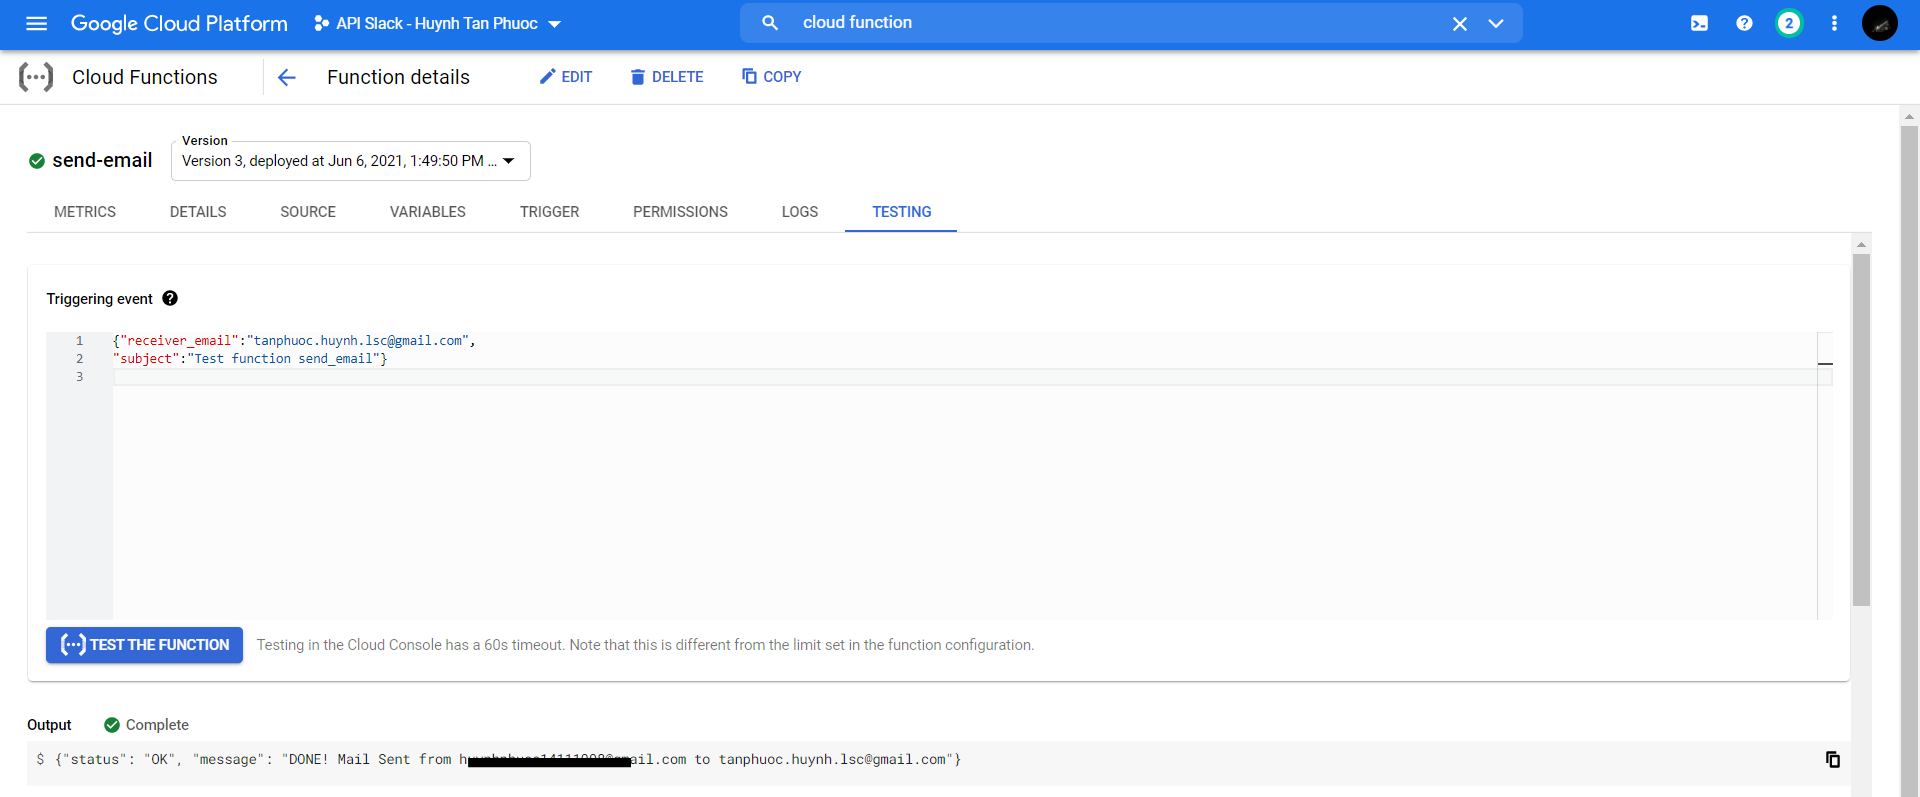 Google Cloud Platform
API Slack - Huynh Tan Phuoc
cloud function
2
Cloud Functions
Function details
EDIT
DELETE
COPY
send-email
Version
Version 3, deployed at Jun 6, 2021, 1:49:50 PM ...
METRICS
DETAILS
SOURCE
VARIABLES
TRIGGER
PERMISSIONS
LOGS
TESTING
Triggering event
1 {"receiver_email":"tanphuoc.huynh.lsc@gmail.com",
2 "subject":"Test function send_email"}
3
TEST THE FUNCTION
Testing in the Cloud Console has a 60s timeout. Note that this is different from the limit set in the function configuration.
Output
Complete
$ {"status": "OK", "message": "DONE! Mail Sent from to tanphuoc.huynh.lsc@gmail.com"}